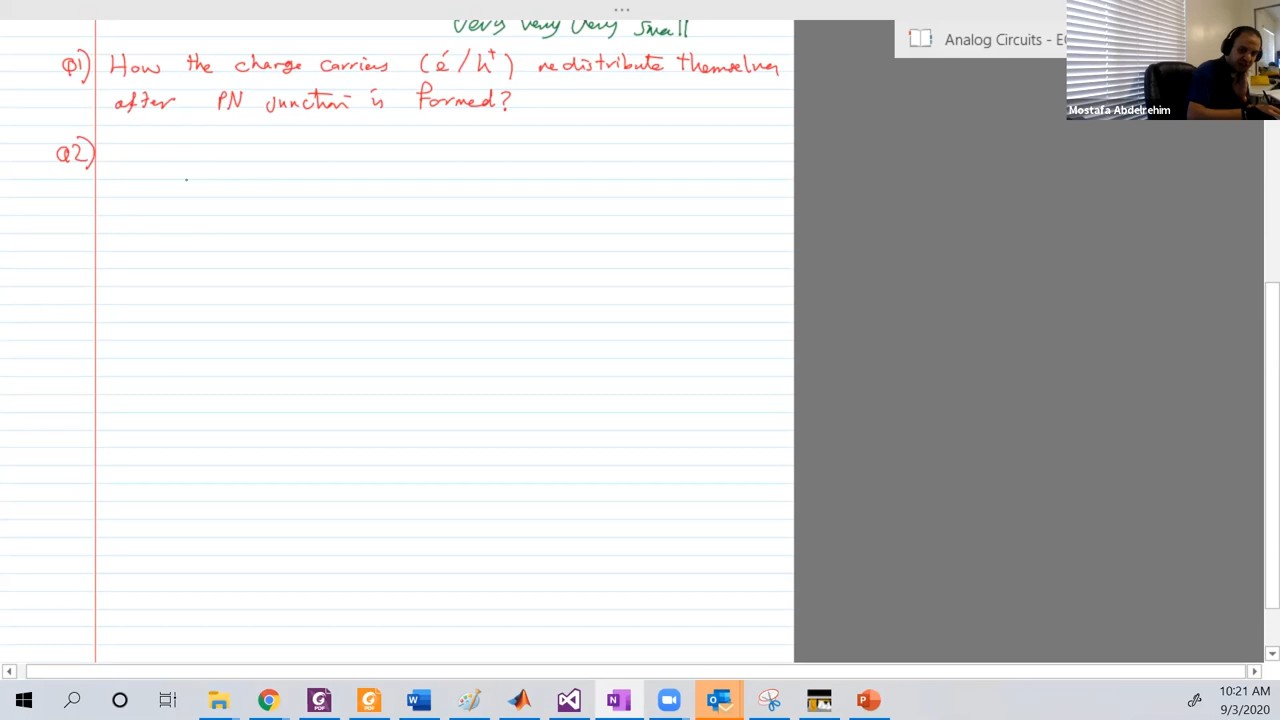 very very very small
Q1) How the charge carries (é/h⁺) redistribute themselves
after PN junction is formed?
Q2)
Analog Circuits - E
Mostafa Abdelrehim
10:21 AM
9/3/2020